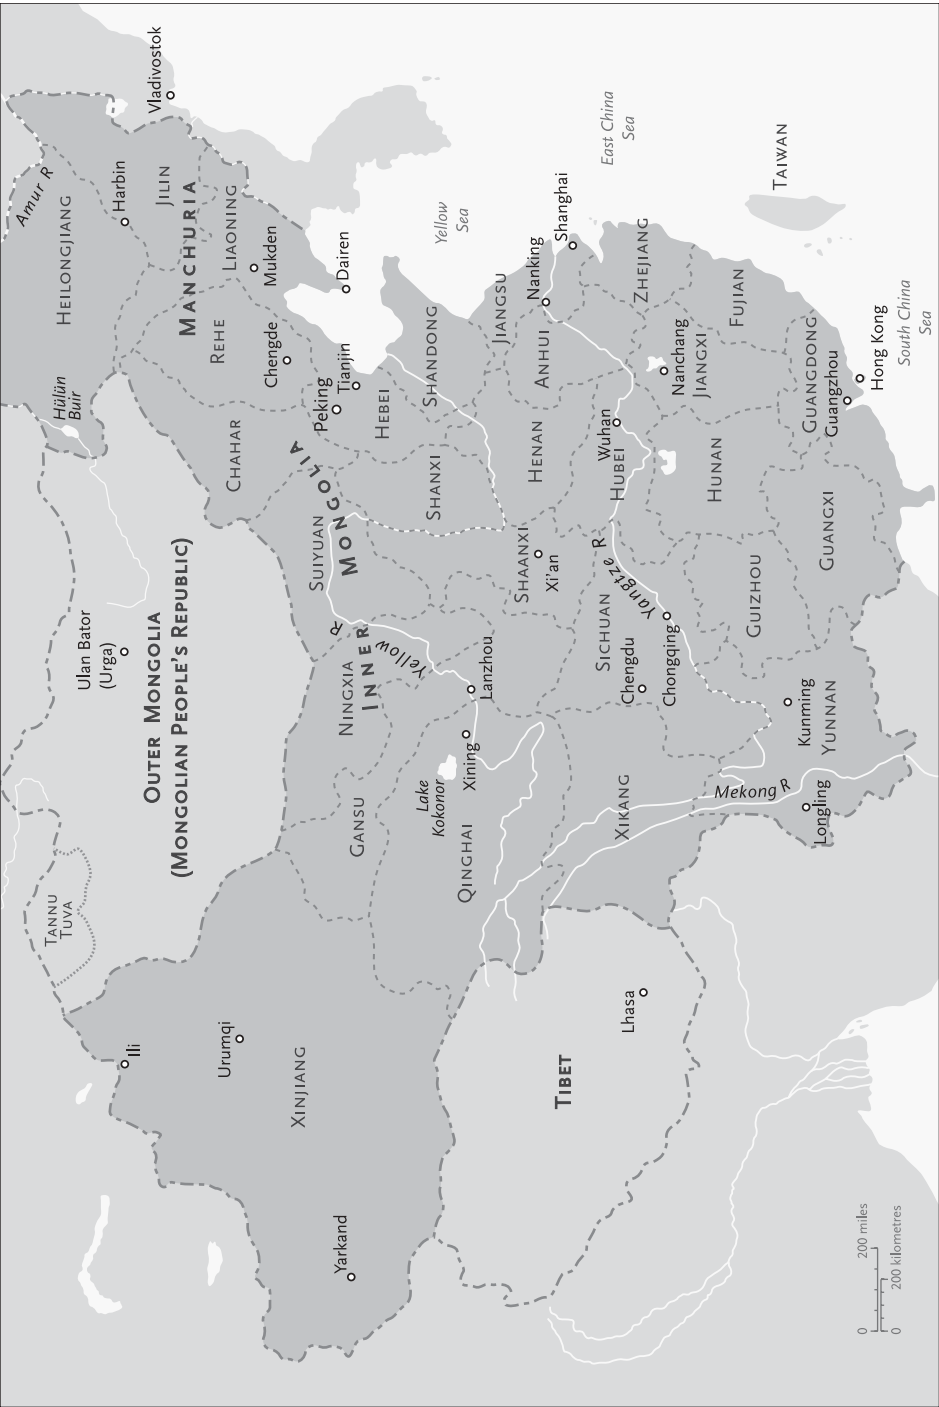 OUTER MONGOLIA
(MONGOLIAN PEOPLE'S REPUBLIC)
TANNU
TUVA
Ulan Bator
(Urga)
Hülün
Buir
Amur R
HEILONGJIANG
Harbin
Vladivostok
JILIN
MANCHURIA
LIAONING
Mukden
REHE
Chengde
Dairen
CHAHAR
Peking
Tianjin
HEBEI
INNER
MONGOLIA
SUIYUAN
NINGXIA
Yellow R
Ili
Urumqi
XINJIANG
Yarkand
GANSU
Lake
Kokonor
Xining
Lanzhou
QINGHAI
SHANXI
SHANDONG
Yellow
Sea
SHAANXI
Xi'an
HENAN
JIANGSU
ANHUI
Nanking
Shanghai
East China
Sea
TIBET
Lhasa
XIKANG
SICHUAN
Chengdu
Chongqing
Yangtze R
HUBEI
Wuhan
ZHEJIANG
Nanchang
JIANGXI
HUNAN
FUJIAN
TAIWAN
Mekong R
GUIZHOU
Kunming
YUNNAN
Longling
GUANGXI
GUANGDONG
Guangzhou
Hong Kong
South China
Sea
0 200 miles
0 200 kilometres